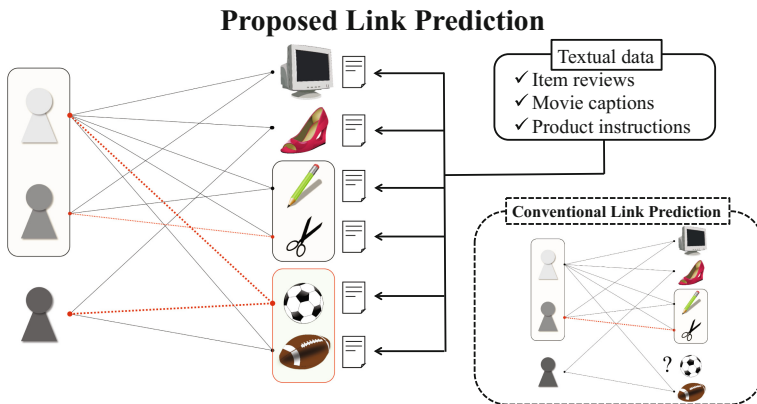 Proposed Link Prediction
Textual data
✓ Item reviews
✓ Movie captions
✓ Product instructions
Conventional Link Prediction
?